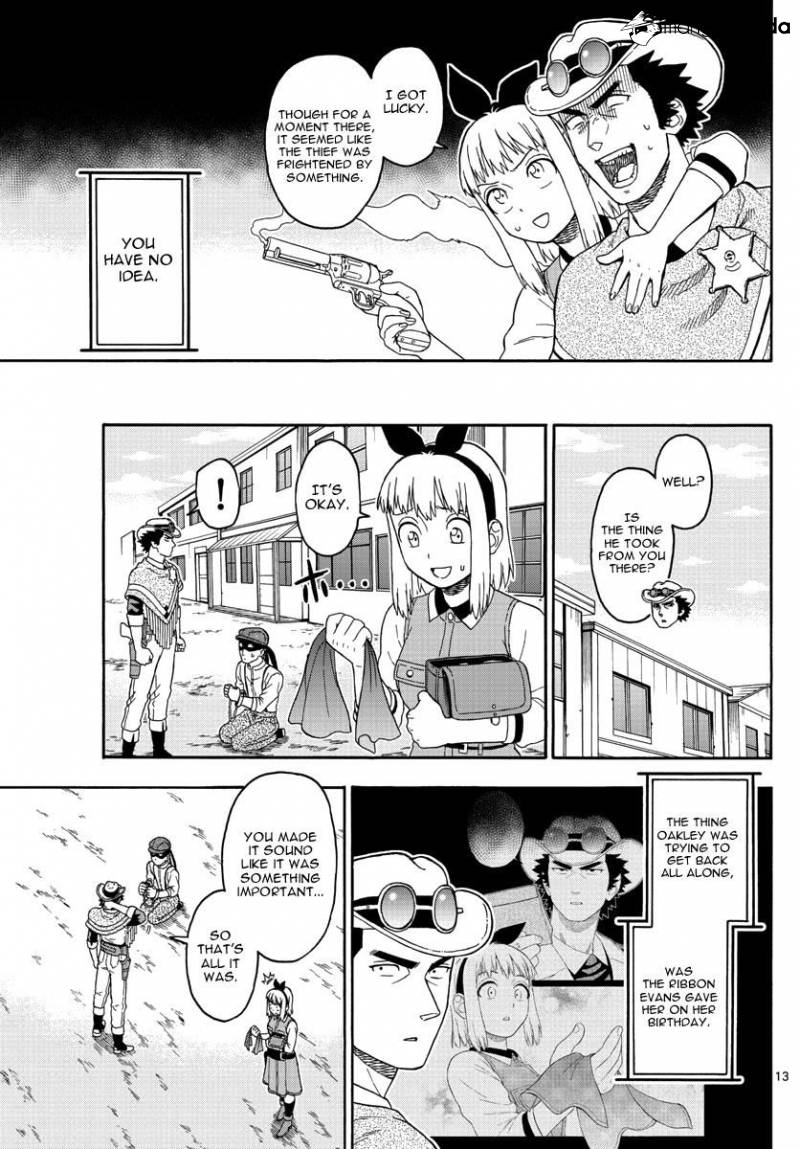 I GOT
LUCKY.
THOUGH FOR A
MOMENT THERE,
IT SEEMED LIKE
THE THIEF WAS
FRIGHTENED BY
SOMETHING.
YOU
HAVE NO
IDEA.
WELL?
IS
THE THING
HE TOOK
FROM YOU
THERE?
IT'S
OKAY.
!
ホ....
THE THING
OAKLEY WAS
TRYING TO
GET BACK
ALL ALONG,
WAS
THE RIBBON
EVANS GAVE
HER ON HER
BIRTHDAY.
YOU MADE
IT SOUND
LIKE IT WAS
SOMETHING
IMPORTANT...
SO
THAT'S
ALL IT
WAS.
13